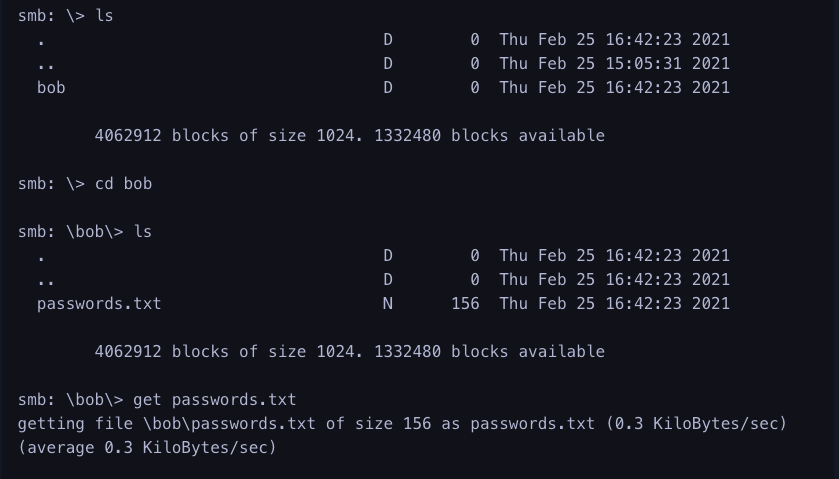 smb: \> ls
. D 0 Thu Feb 25 16:42:23 2021
.. D 0 Thu Feb 25 15:05:31 2021
bob D 0 Thu Feb 25 16:42:23 2021
4062912 blocks of size 1024. 1332480 blocks available
smb: \> cd bob
smb: \bob\> ls
. D 0 Thu Feb 25 16:42:23 2021
.. D 0 Thu Feb 25 16:42:23 2021
passwords.txt N 156 Thu Feb 25 16:42:23 2021
4062912 blocks of size 1024. 1332480 blocks available
smb: \bob\> get passwords.txt
getting file \bob\passwords.txt of size 156 as passwords.txt (0.3 KiloBytes/sec)
(average 0.3 KiloBytes/sec)